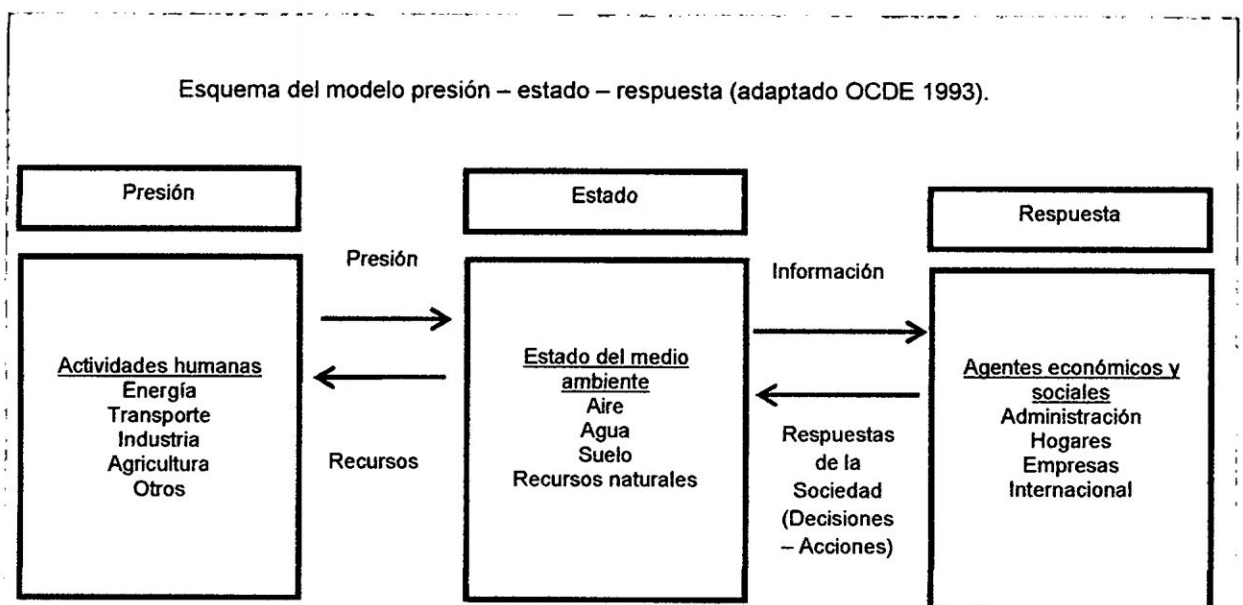 Esquema del modelo presión – estado – respuesta (adaptado OCDE 1993).
Presión
Estado
Respuesta
Presión
Información
Actividades humanas
Energía
Transporte
Industria
Agricultura
Otros
Recursos
Estado del medio
ambiente
Aire
Agua
Suelo
Recursos naturales
Respuestas
de la
Sociedad
(Decisiones
– Acciones)
Agentes económicos y
sociales
Administración
Hogares
Empresas
Internacional